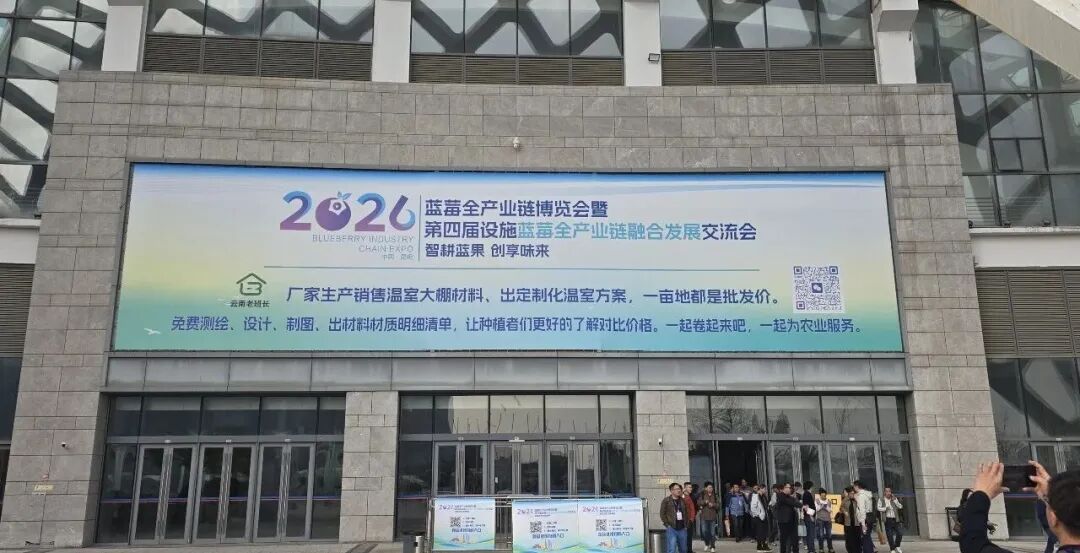 2026
BLUEBERRY INDUSTRY
CHAIN EXPO
蓝莓全产业链博览会暨
第四届设施蓝莓全产业链融合发展交流会
智耕蓝果 创享味来
云南老班长
厂家生产销售温室大棚材料、出定制化温室方案，一亩地都是批发价。
免费测绘、设计、制图、出材料材质明细清单，让种植者们更好的了解对比价格。一起卷起来吧，一起为农业服务。
2026
2026
2026